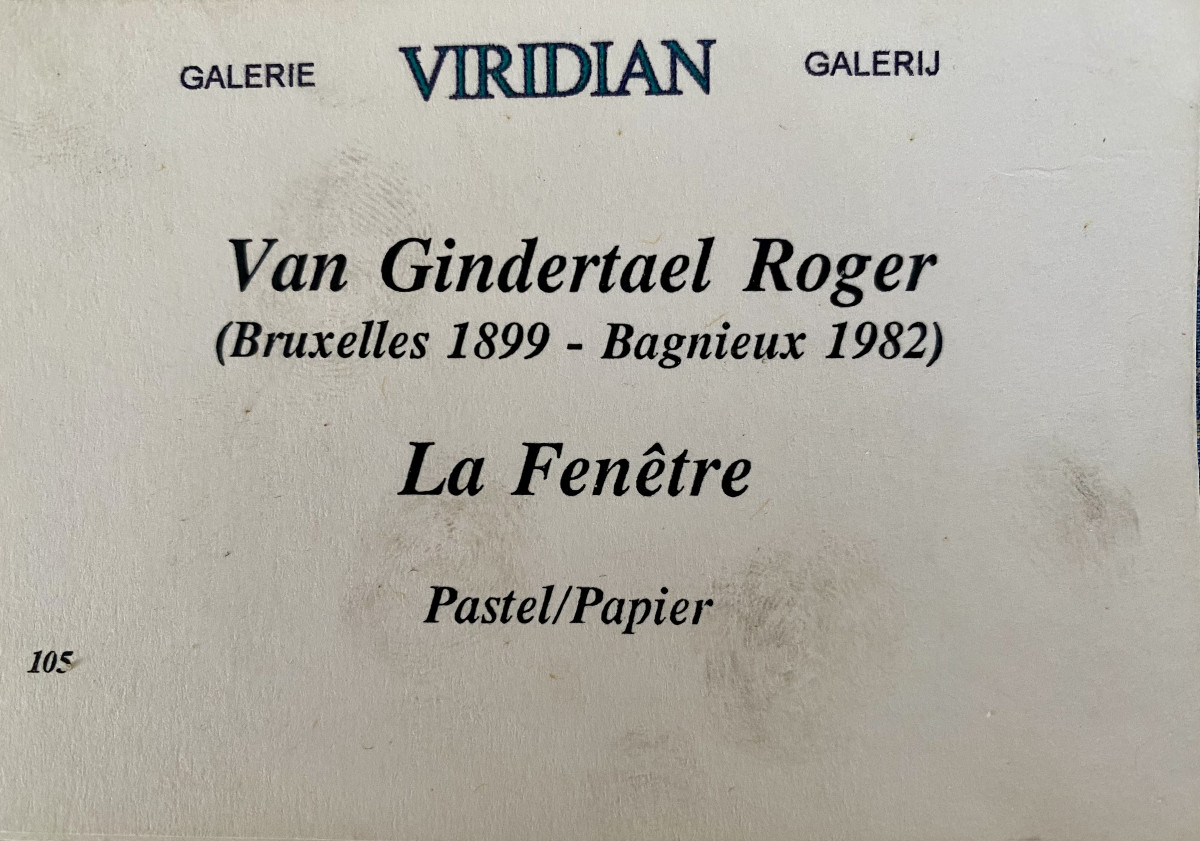 GALERIE VIRIDIAN GALERIJ
Van Gindertael Roger
(Bruxelles 1899 - Bagnieux 1982)
La Fenêtre
Pastel/Papier
105